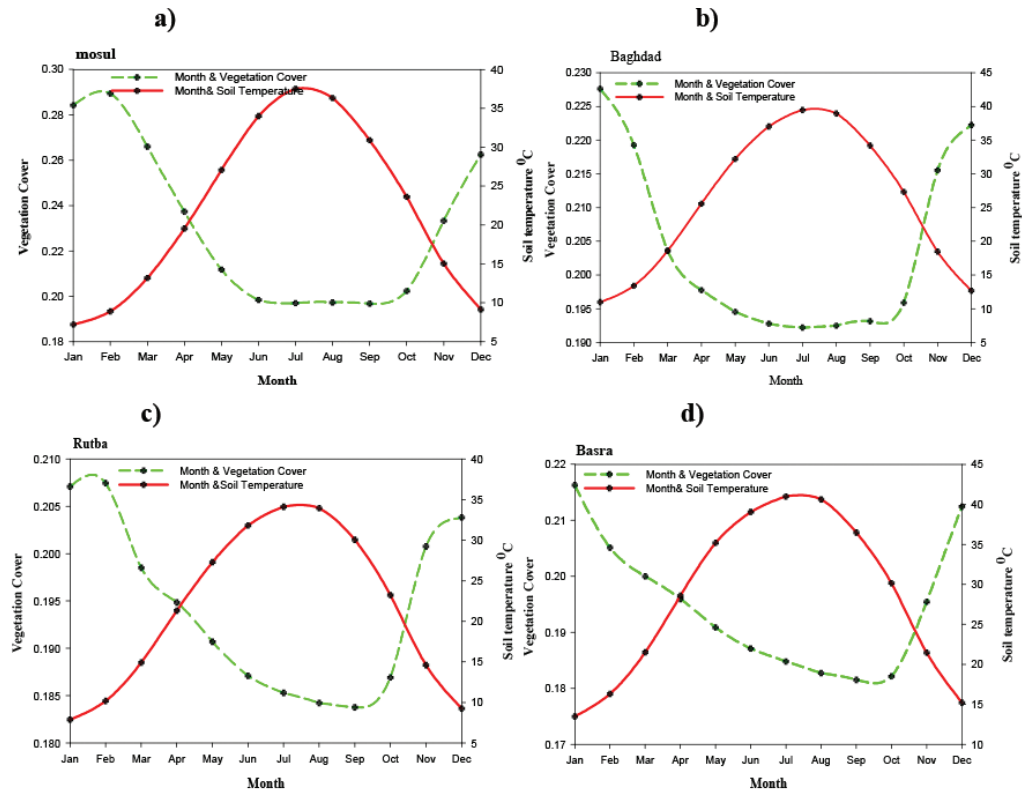 a)
mosul
Month & Vegetation Cover
Month& Soil Temperature
0.30
0.28
0.26
0.24
0.22
0.20
0.18
40
35
30
25
20
15
10
5
Vegetation Cover
Soil temperature ⁰C
Jan Feb Mar Apr May Jun Jul Aug Sep Oct Nov Dec
Month
b)
Baghdad
Month & Vegetation Cover
Month & Soil Temperature
0.230
0.225
0.220
0.215
0.210
0.205
0.200
0.195
0.190
45
40
35
30
25
20
15
10
5
Vegetation Cover
Soil temperature ⁰C
Jan Feb Mar Apr May Jun Jul Aug Sep Oct Nov Dec
Month
c)
Rutba
Month & Vegetation Cover
Month &Soil Temperature
0.210
0.205
0.200
0.195
0.190
0.185
0.180
40
35
30
25
20
15
10
5
Vegetation Cover
Soil temperature ⁰C
Jan Feb Mar Apr May Jun Jul Aug Sep Oct Nov Dec
Month
d)
Basra
Month & Vegetation Cover
Month& Soil Temperature
0.22
0.21
0.20
0.19
0.18
0.17
45
40
35
30
25
20
15
10
Vegetation Cover
Soil temperature ⁰C
Jan Feb Mar Apr May Jun Jul Aug Sep Oct Nov Dec
Month